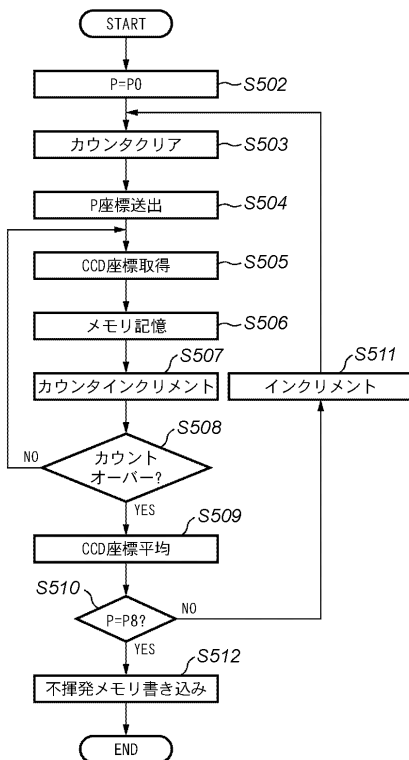 START
P=P0
S502
カウンタクリア
S503
P座標送出
S504
CCD座標取得
S505
メモリ記憶
S506
S507
カウンタインクリメント
S511
インクリメント
S508
カウント
オーバー?
NO
YES
S509
CCD座標平均
S510
P=P8?
NO
YES
S512
不揮発メモリ書き込み
END